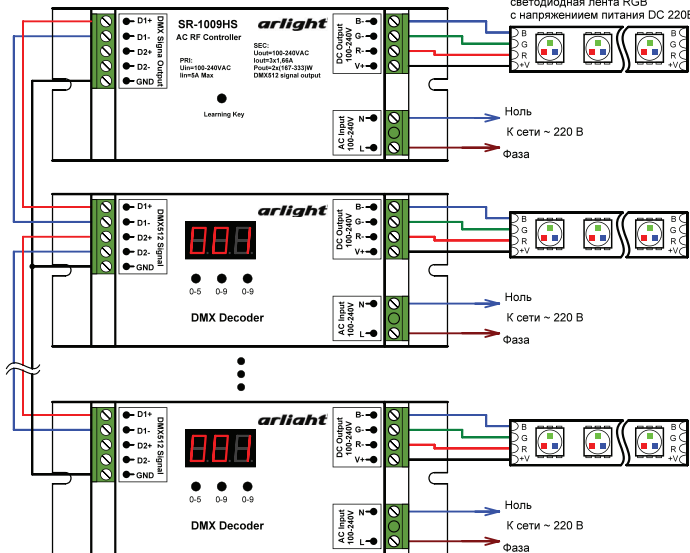 светодиодная лента RGB
с напряжениием питания DC 220В
D1+
D1-
D2+
D2-
GND
DMX Signa Output
SR-1009HS
AC RF Controller
arlight
PRI:
Uin=100-240VAC
Iin=5A Max
SEC:
Uout=100-240VAC
Iout=3x1,66A
Pout=2x(167-333)W
DMX512 signal output
Learning Key
DC Output
100-240V
B-
G-
R-
V+
AC Input
100-240V
N
L
B
G
R
+V
Ноль
К сети ~ 220 В
Фаза
D1+
D1-
D2+
D2-
GND
DMX512 Signal
001
0-5 0-9 0-9
DMX Decoder
arlight
DC Output
100-240V
B-
G-
R-
V+
AC Input
100-240V
N
L
B
G
R
+V
Ноль
К сети ~ 220 В
Фаза
D1+
D1-
D2+
D2-
GND
DMX512 Signal
001
0-5 0-9 0-9
DMX Decoder
arlight
DC Output
100-240V
B-
G-
R-
V+
AC Input
100-240V
N
L
B
G
R
+V
Ноль
К сети ~ 220 В
Фаза